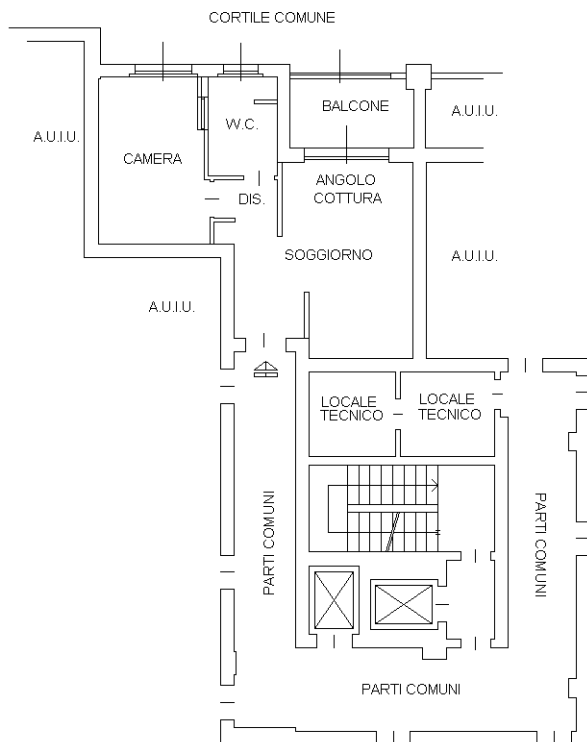 CORTILE COMUNE
BALCONE
A.U.I.U.
W.C.
A.U.I.U.
CAMERA
ANGOLO
COTTURA
DIS.
SOGGIORNO
A.U.I.U.
A.U.I.U.
LOCALE
TECNICO
LOCALE
TECNICO
PARTI COMUNI
PARTI COMUNI
PARTI COMUNI